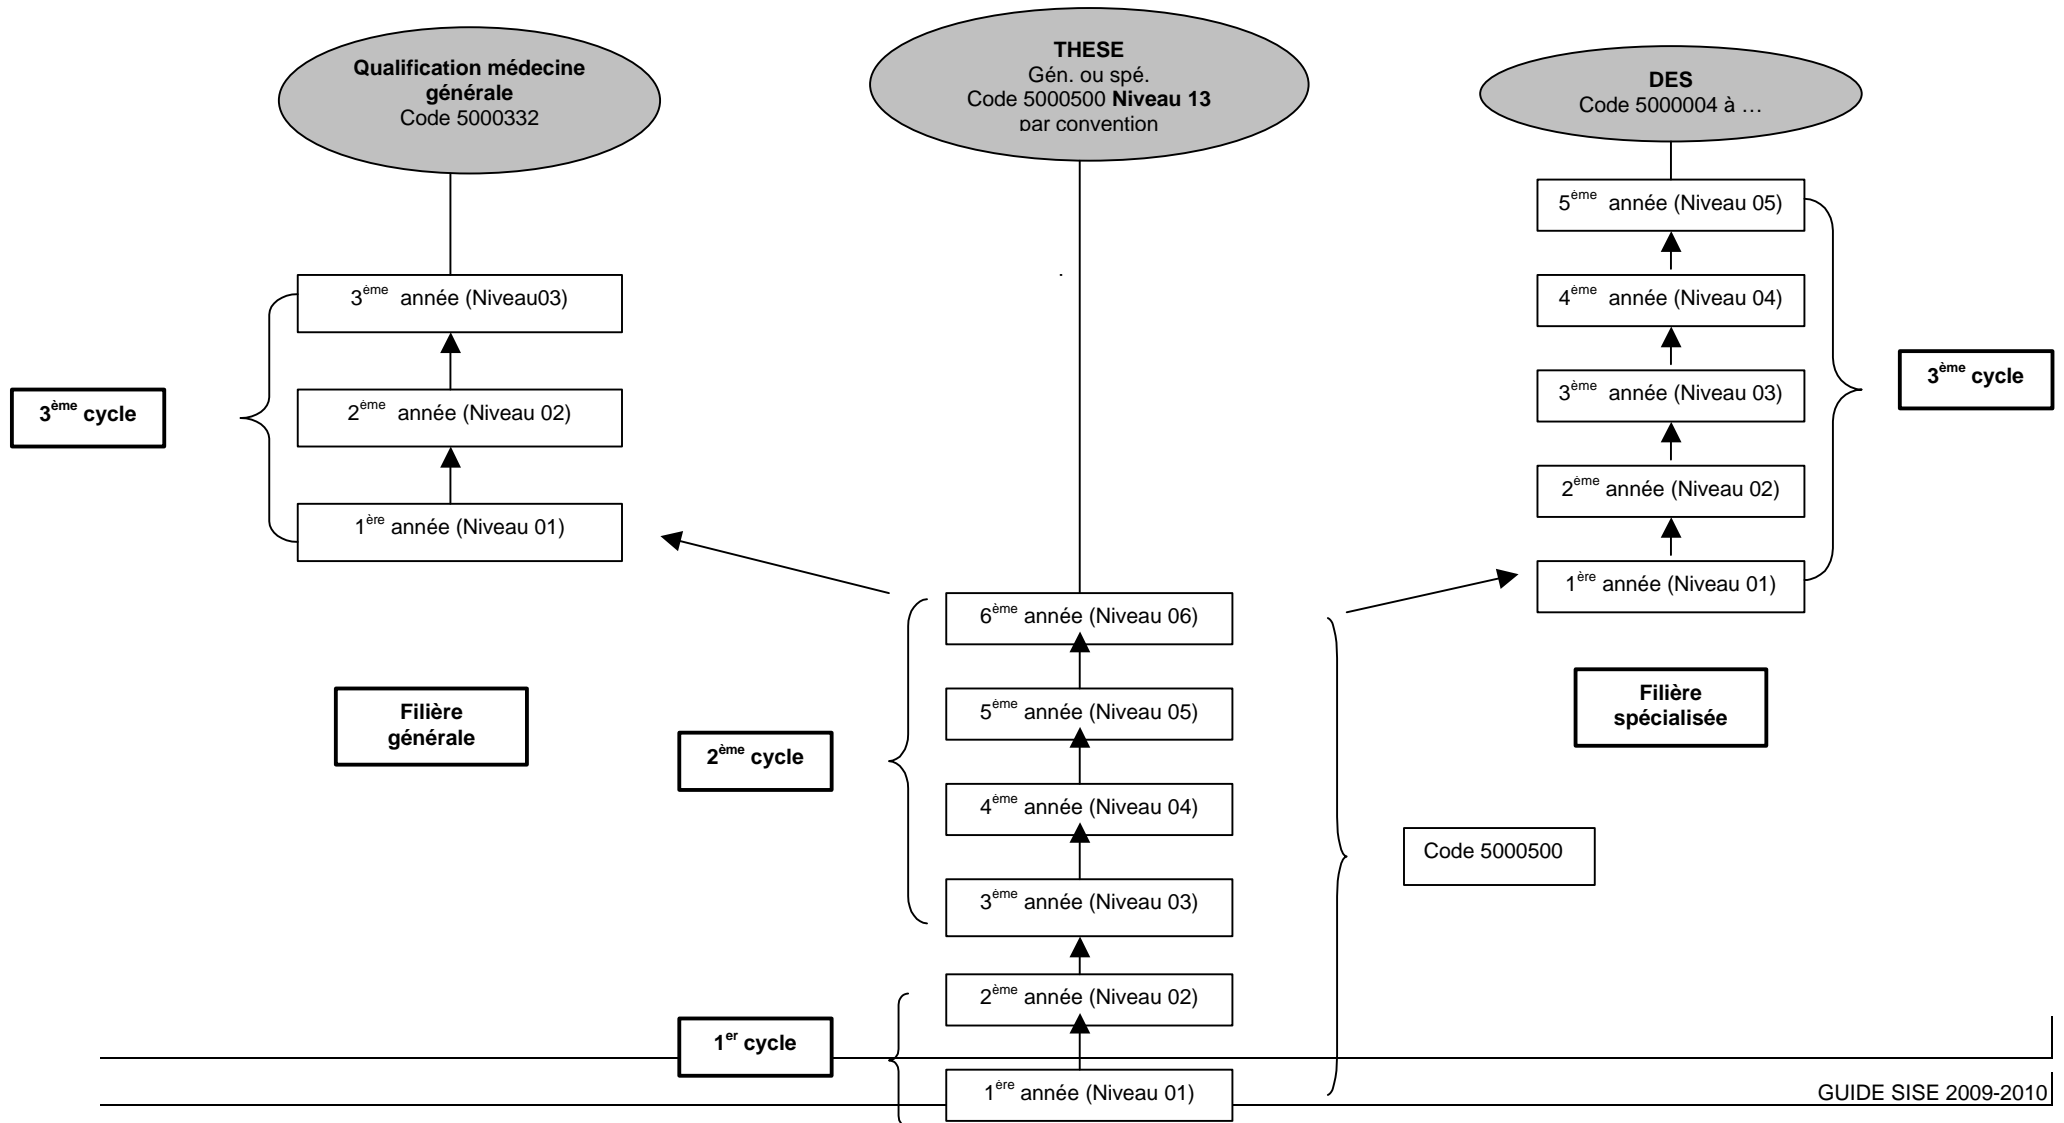 Qualification médecine
générale
Code 5000332
THESE
Gén. ou spé.
Code 5000500 Niveau 13
par convention
DES
Code 5000004 à …
3ème année (Niveau03)
2ème année (Niveau 02)
1ère année (Niveau 01)
3ème cycle
Filière
générale
5ème année (Niveau 05)
4ème année (Niveau 04)
3ème année (Niveau 03)
2ème année (Niveau 02)
1ère année (Niveau 01)
3ème cycle
Filière
spécialisée
6ème année (Niveau 06)
5ème année (Niveau 05)
4ème année (Niveau 04)
3ème année (Niveau 03)
2ème année (Niveau 02)
1ère année (Niveau 01)
2ème cycle
1er cycle
Code 5000500
GUIDE SISE 2009-2010